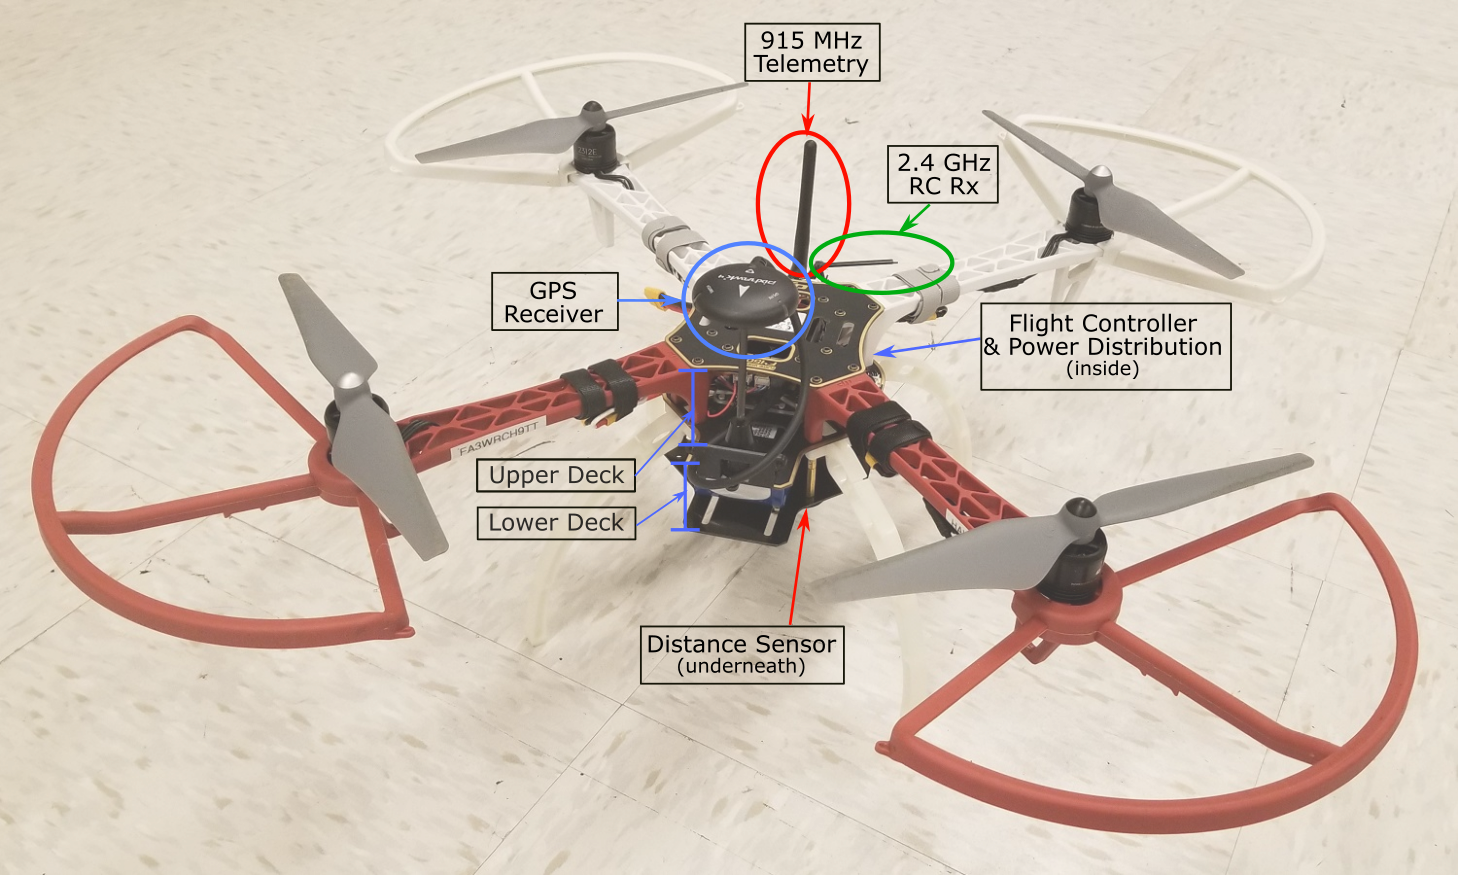 915 MHz
Telemetry
2.4 GHz
RC Rx
GPS
Receiver
Flight Controller
& Power Distribution
(inside)
FA3WRCH9TT
Upper Deck
Lower Deck
Distance Sensor
(underneath)